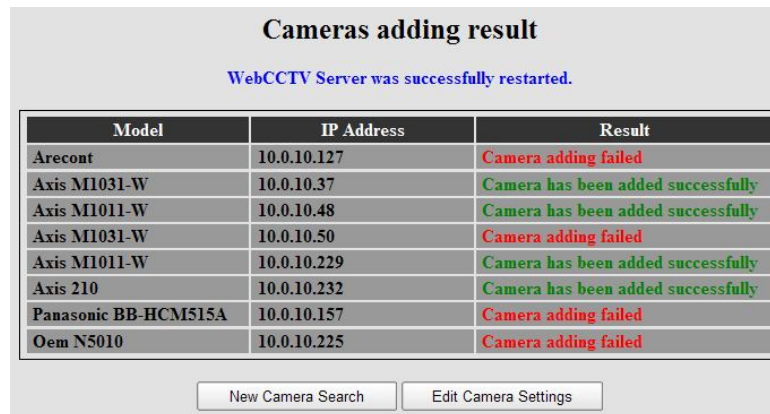 Cameras adding result
WebCCTV Server was successfully restarted.
Model IP Address Result
Arecont 10.0.10.127 Camera adding failed
Axis M1031-W 10.0.10.37 Camera has been added successfully
Axis M1011-W 10.0.10.48 Camera has been added successfully
Axis M1031-W 10.0.10.50 Camera adding failed
Axis M1011-W 10.0.10.229 Camera has been added successfully
Axis 210 10.0.10.232 Camera has been added successfully
Panasonic BB-HCM515A 10.0.10.157 Camera adding failed
Oem N5010 10.0.10.225 Camera adding failed
New Camera Search Edit Camera Settings